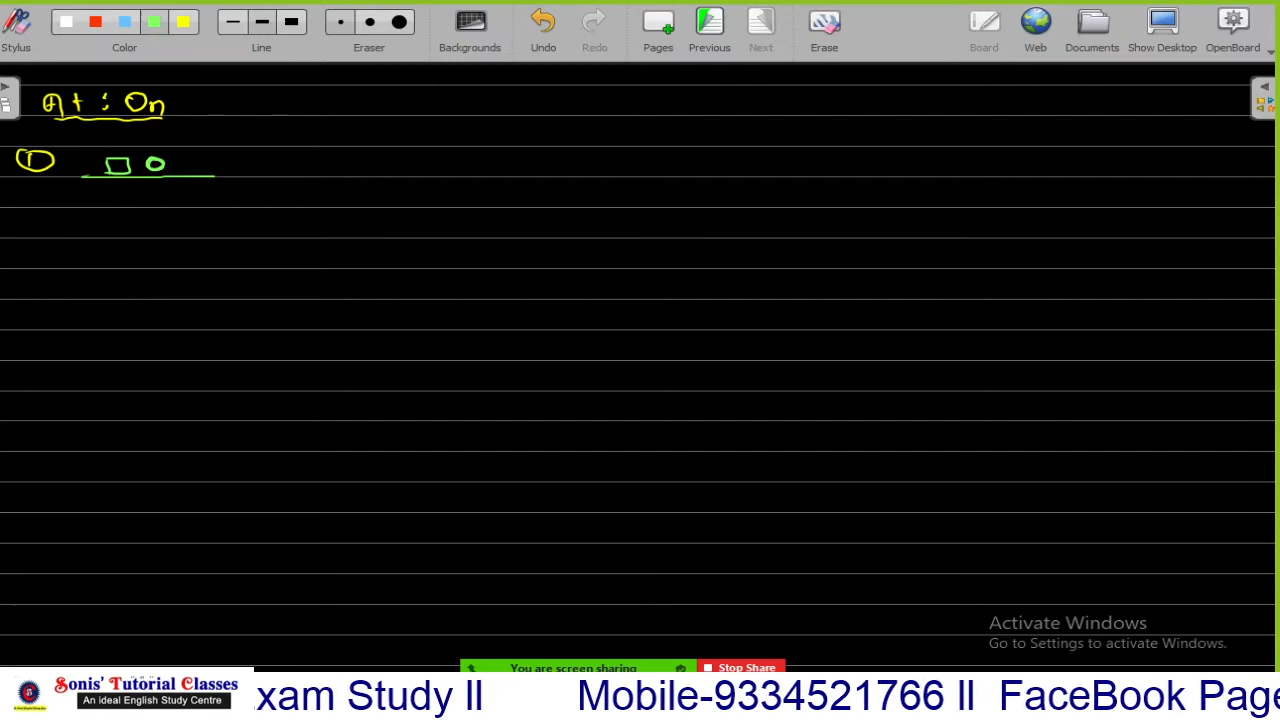 Stylus
Color
Line
Eraser
Backgrounds
Undo
Redo
Pages
Previous
Next
Erase
Board
Web
Documents
Show Desktop
OpenBoard
At : On
①
Activate Windows
Go to Settings to activate Windows.
You are screen sharing
Stop Share
Sonis' Tutorial Classes
An ideal English Study Centre
xam Study ll Mobile-9334521766 ll FaceBook Page